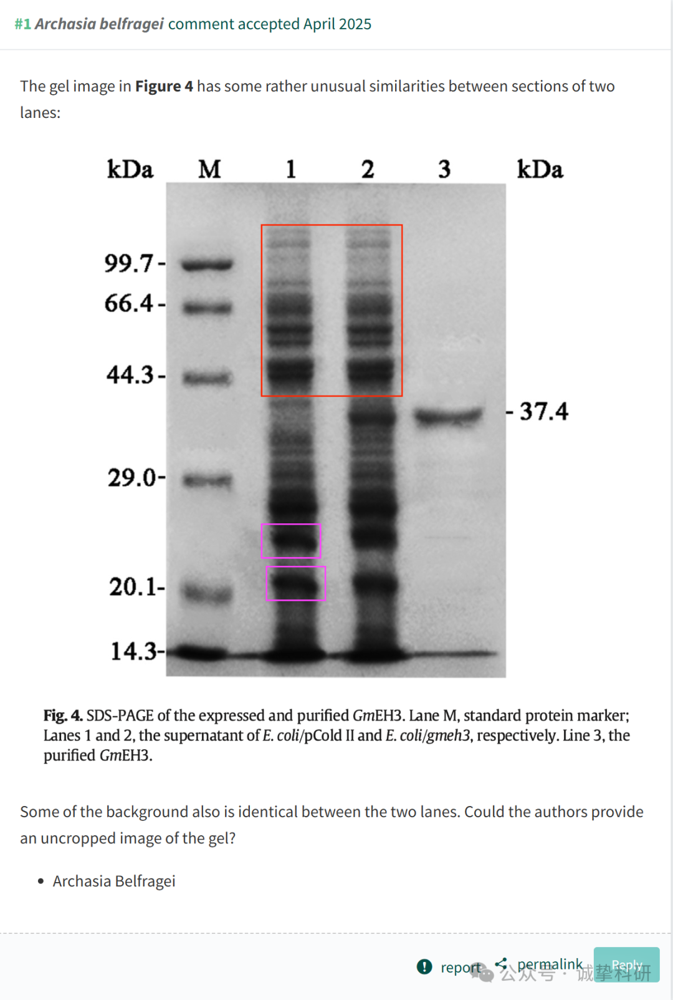 #1 Archasia belfragei comment accepted April 2025
The gel image in Figure 4 has some rather unusual similarities between sections of two
lanes:
kDa M 1 2 3 kDa
99.7-
66.4-
44.3-
- 37.4
29.0-
20.1-
14.3-
Fig. 4. SDS-PAGE of the expressed and purified GmEH3. Lane M, standard protein marker;
Lanes 1 and 2, the supernatant of E. coli/pCold II and E. coli/gmeh3, respectively. Line 3, the
purified GmEH3.
Some of the background also is identical between the two lanes. Could the authors provide
an uncropped image of the gel?
• Archasia Belfragei
report permalink Reply
公众号 · 诚挚科研